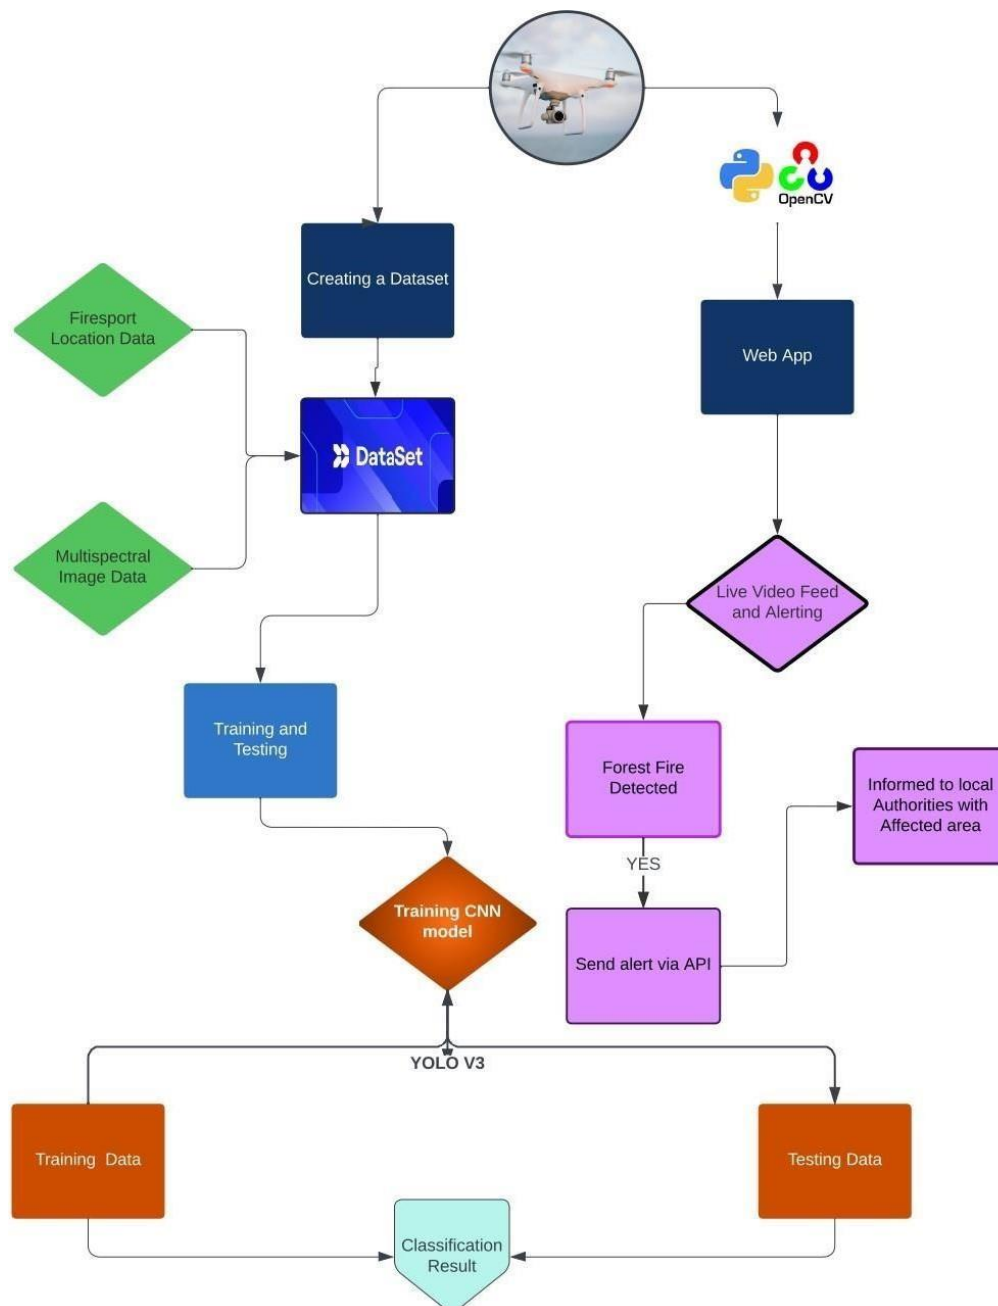 OpenCV
Creating a Dataset
Firesport
Location Data
Web App
DataSet
Multispectral
Image Data
Live Video Feed
and Alerting
Training and
Testing
Forest Fire
Detected
Informed to local
Authorities with
Affected area
YES
Training CNN
model
Send alert via API
YOLO V3
Training Data
Testing Data
Classification
Result